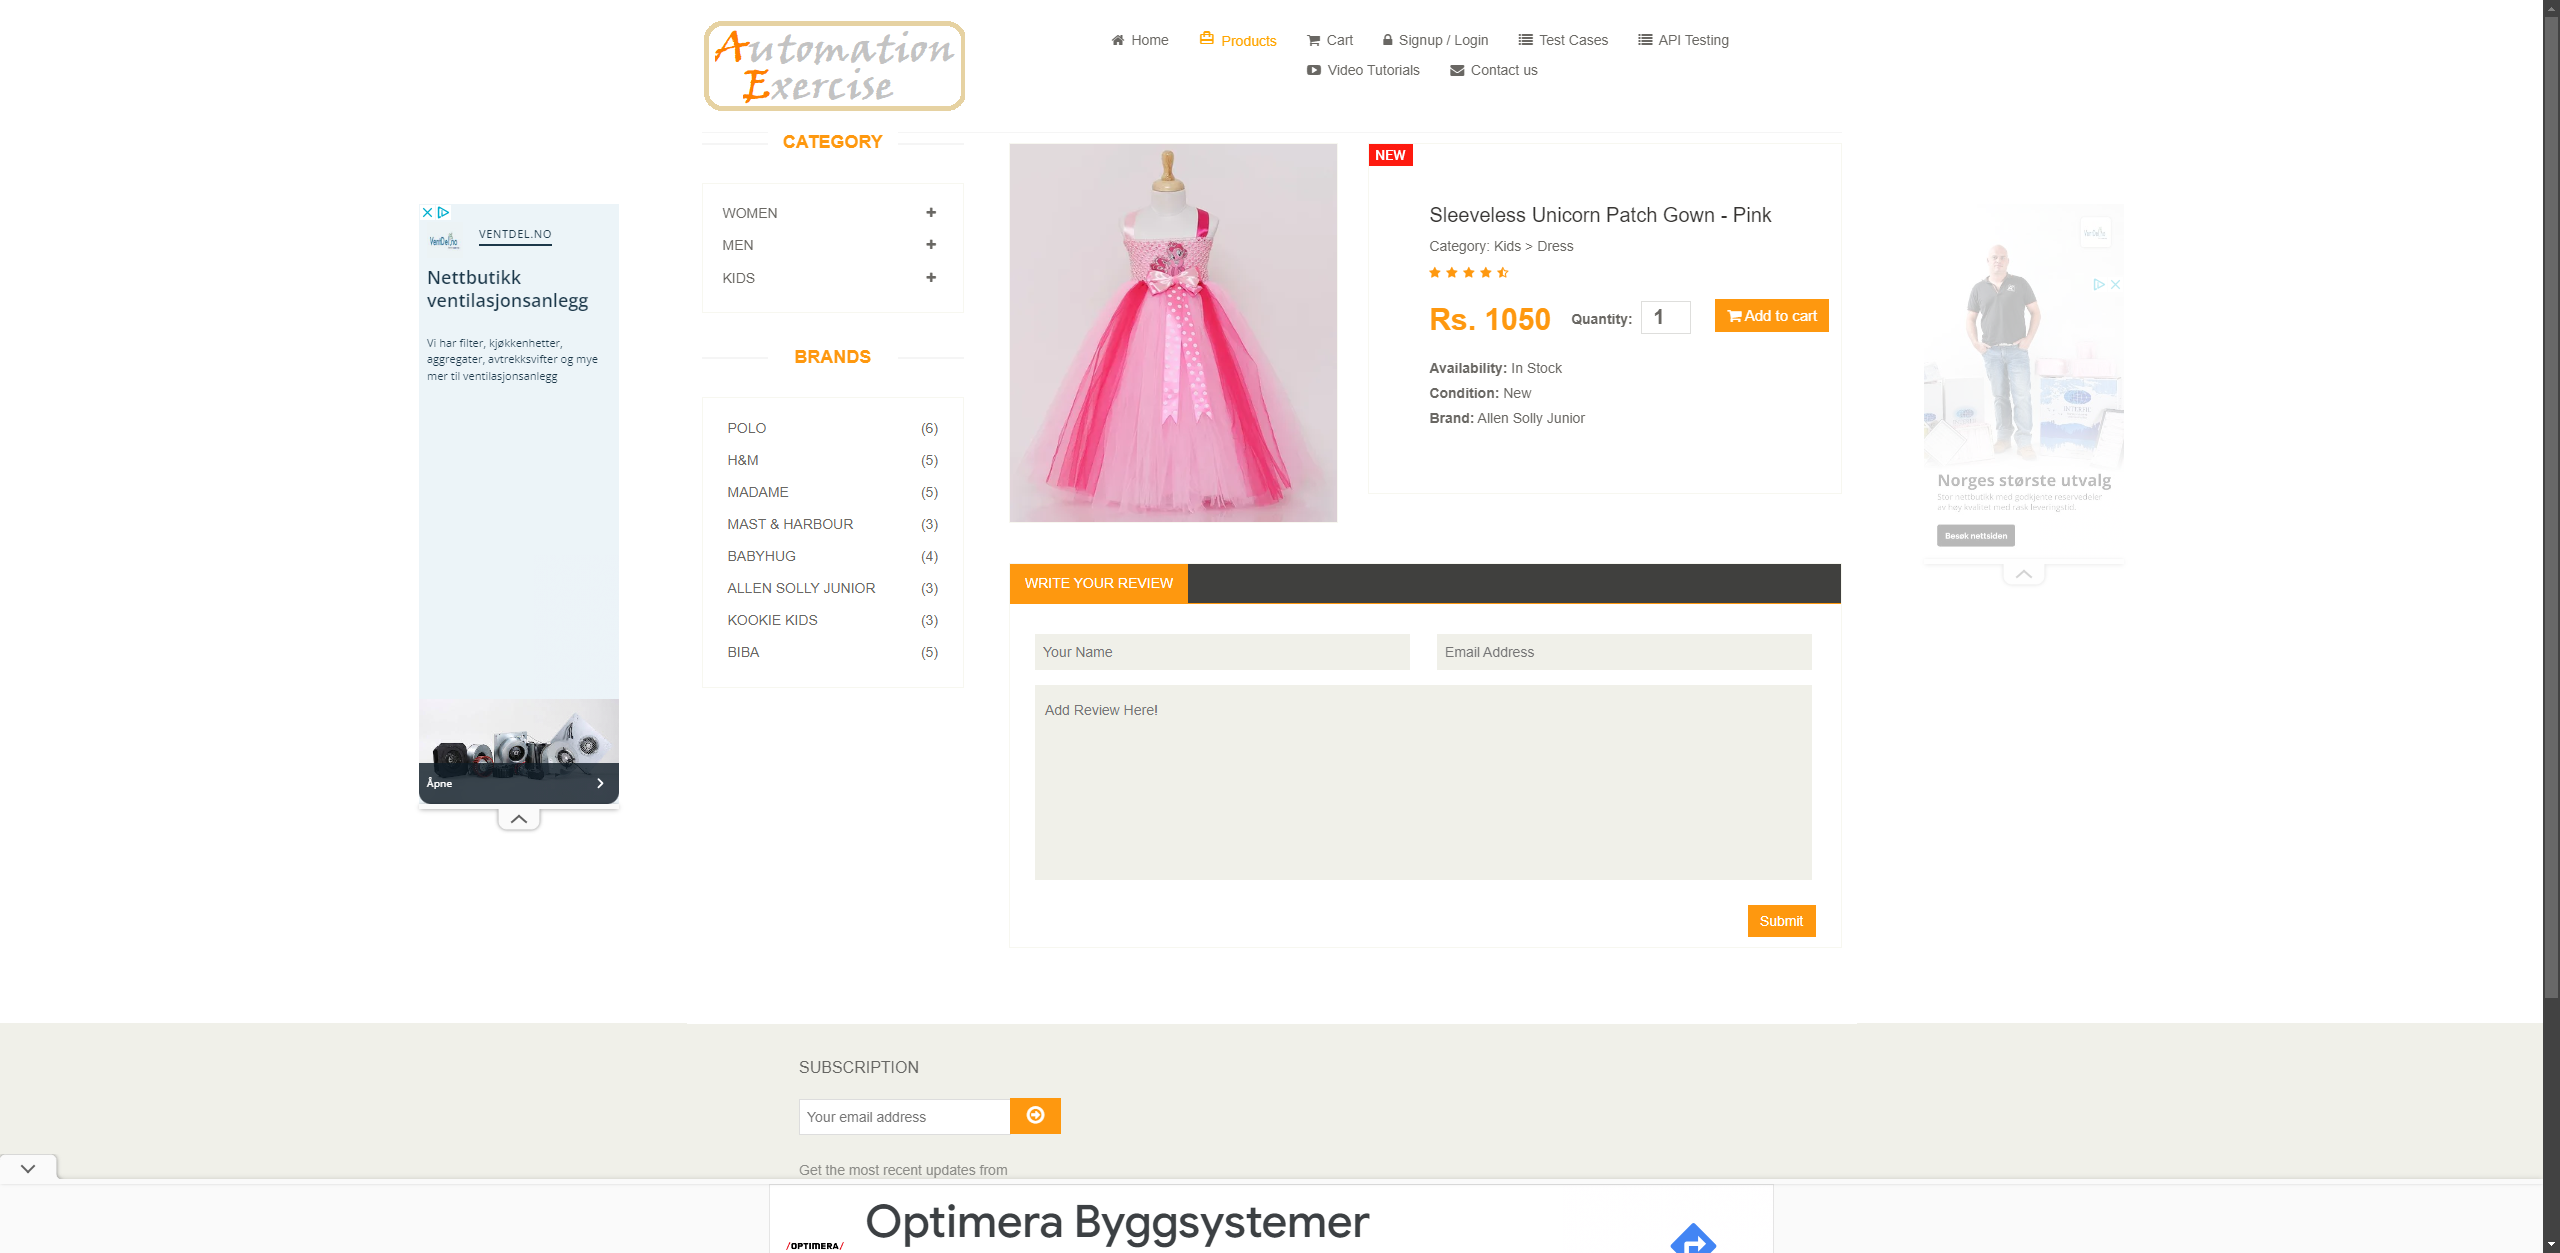 Automation
Exercise
Home
Products
Cart
Signup / Login
Test Cases
API Testing
Video Tutorials
Contact us
CATEGORY
WOMEN
MEN
KIDS
BRANDS
POLO (6)
H&M (5)
MADAME (5)
MAST & HARBOUR (3)
BABYHUG (4)
ALLEN SOLLY JUNIOR (3)
KOOKIE KIDS (3)
BIBA (5)
NEW
Sleeveless Unicorn Patch Gown - Pink
Category: Kids > Dress
Rs. 1050 Quantity: 1 Add to cart
Availability: In Stock
Condition: New
Brand: Allen Solly Junior
WRITE YOUR REVIEW
Your Name
Email Address
Add Review Here!
Submit
VentDel.no
VENTDEL.NO
Nettbutikk
ventilasjonsanlegg
Vi har filter, kjøkkenhetter,
aggregater, avtrekksvifter og mye
mer til ventilasjonsanlegg
Åpne
Norges største utvalg
Stor nettbutikk med godkjente reservedeler
av høy kvalitet med rask leveringstid.
Besøk nettsiden
SUBSCRIPTION
Your email address
Get the most recent updates from
/OPTIMERA/
Optimera Byggsystemer